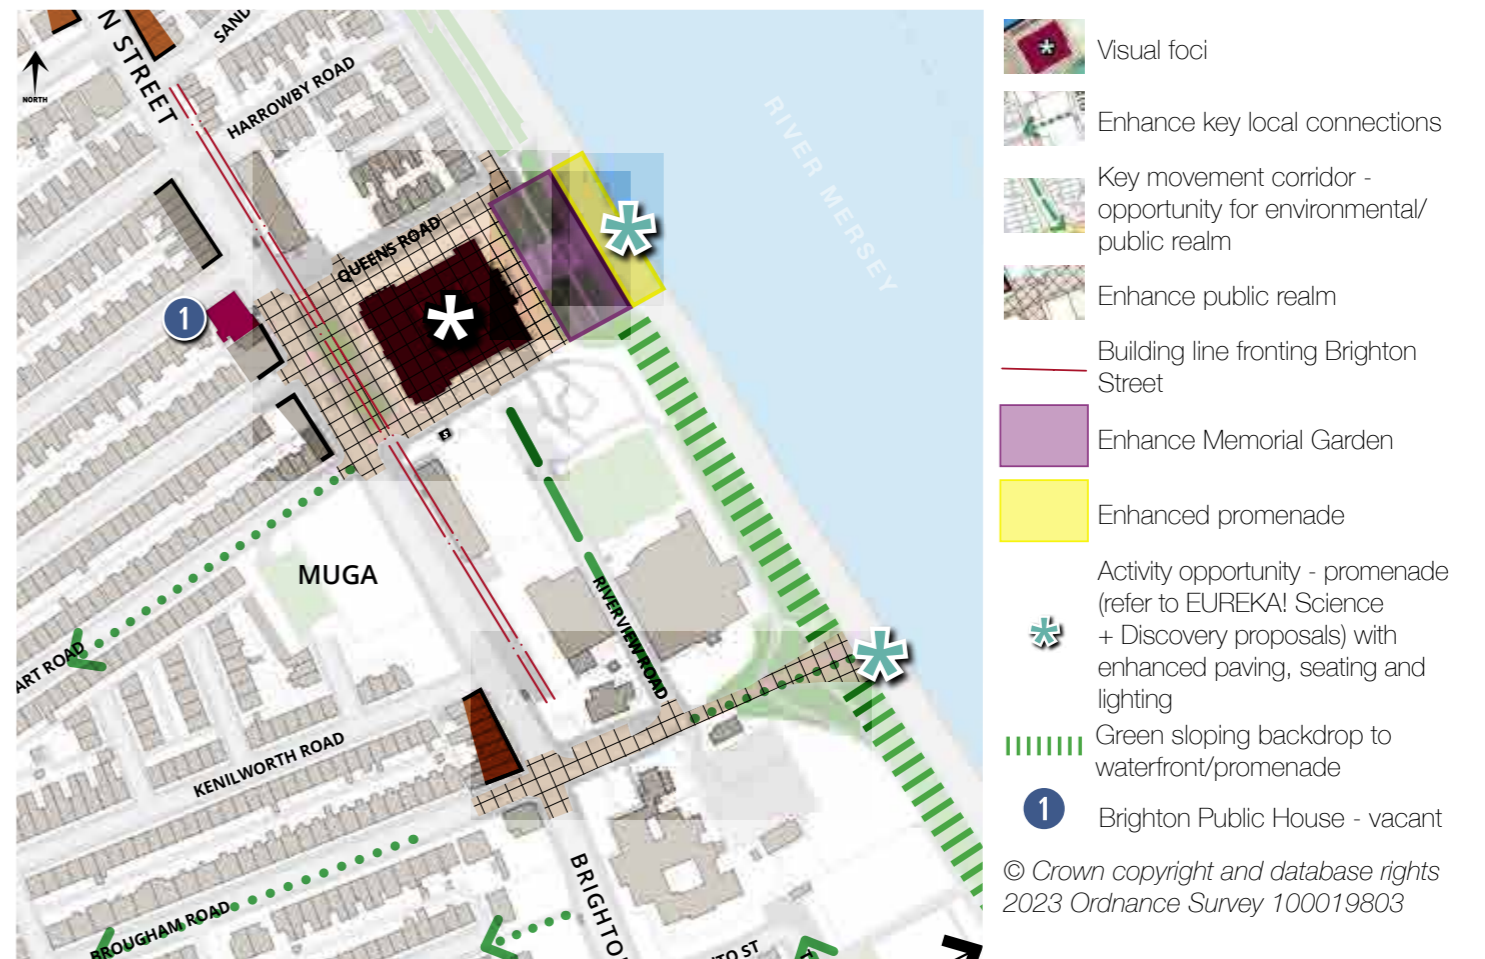 N STREET
SAND
HARROWBY ROAD
NORTH
QUEENS ROAD
RIVER MERSEY
1
MUGA
RIVERVIEW ROAD
ART ROAD
KENILWORTH ROAD
BROUGHAM ROAD
BRIGHTO
TO ST
Visual foci
Enhance key local connections
Key movement corridor -
opportunity for environmental/
public realm
Enhance public realm
Building line fronting Brighton
Street
Enhance Memorial Garden
Enhanced promenade
Activity opportunity - promenade
(refer to EUREKA! Science
+ Discovery proposals) with
enhanced paving, seating and
lighting
Green sloping backdrop to
waterfront/promenade
1
Brighton Public House - vacant
© Crown copyright and database rights
2023 Ordnance Survey 100019803